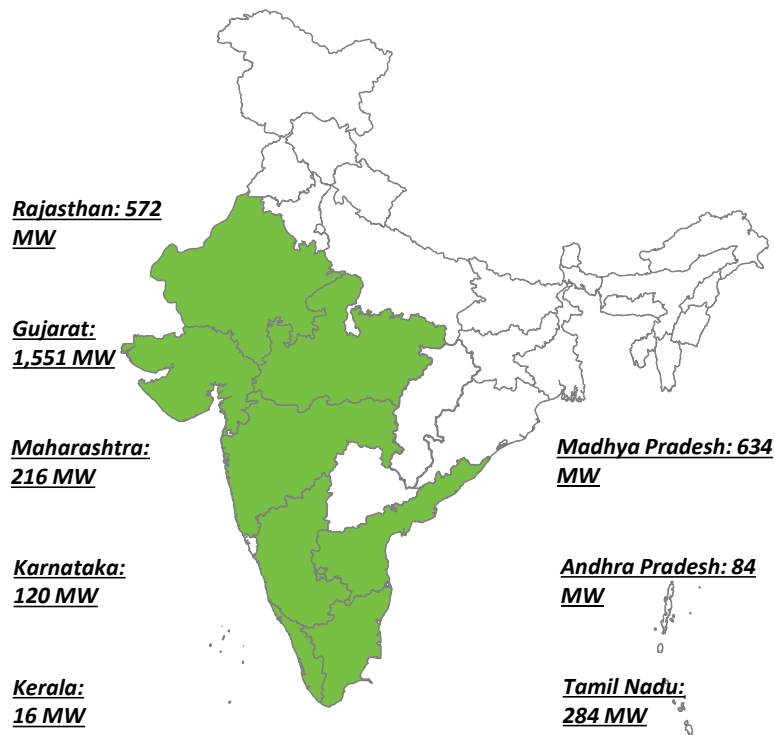 Rajasthan: 572
MW
Gujarat:
1,551 MW
Maharashtra:
216 MW
Madhya Pradesh: 634
MW
Karnataka:
120 MW
Andhra Pradesh: 84
MW
Kerala:
16 MW
Tamil Nadu:
284 MW